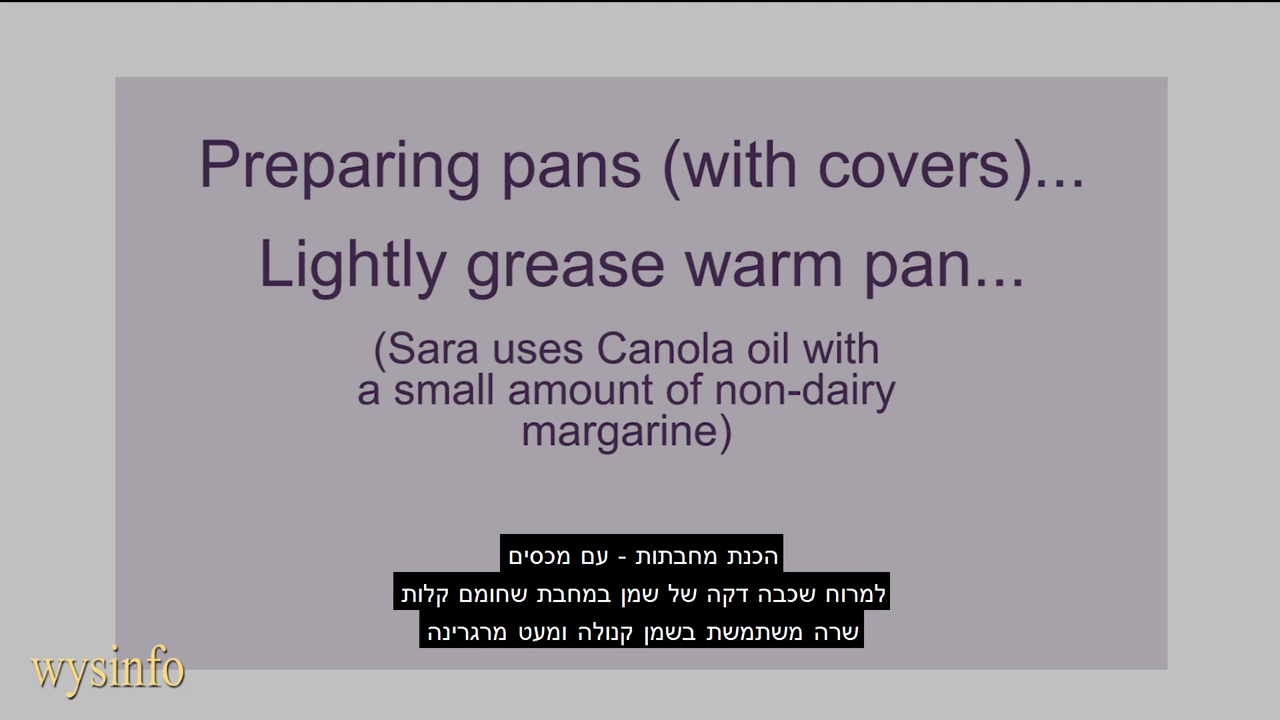 Preparing pans (with covers)...
Lightly grease warm pan...
(Sara uses Canola oil with
a small amount of non-dairy
margarine)
הכנת מחבתות - עם מכסים
למרוח שכבה דקה של שמן במחבת שחומם קלות
שרה משתמשת בשמן קנולה ומעט מרגרינה
wysinfo